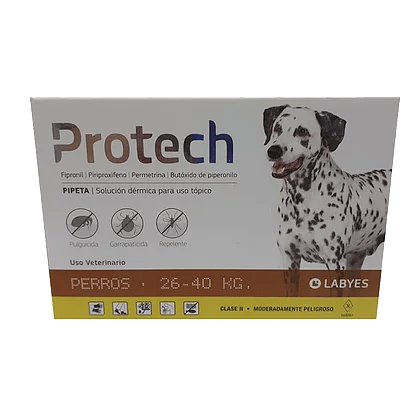 Protech
Fipronil | Piriproxifeno | Permetrina | Butóxido de piperonilo
PIPETA | Solución dérmica para uso tópico
Pulguicida Garrapaticida Repelente
Uso Veterinario
PERROS · 26-40 KG.
LABYES
CLASE II • MODERADAMENTE PELIGROSO